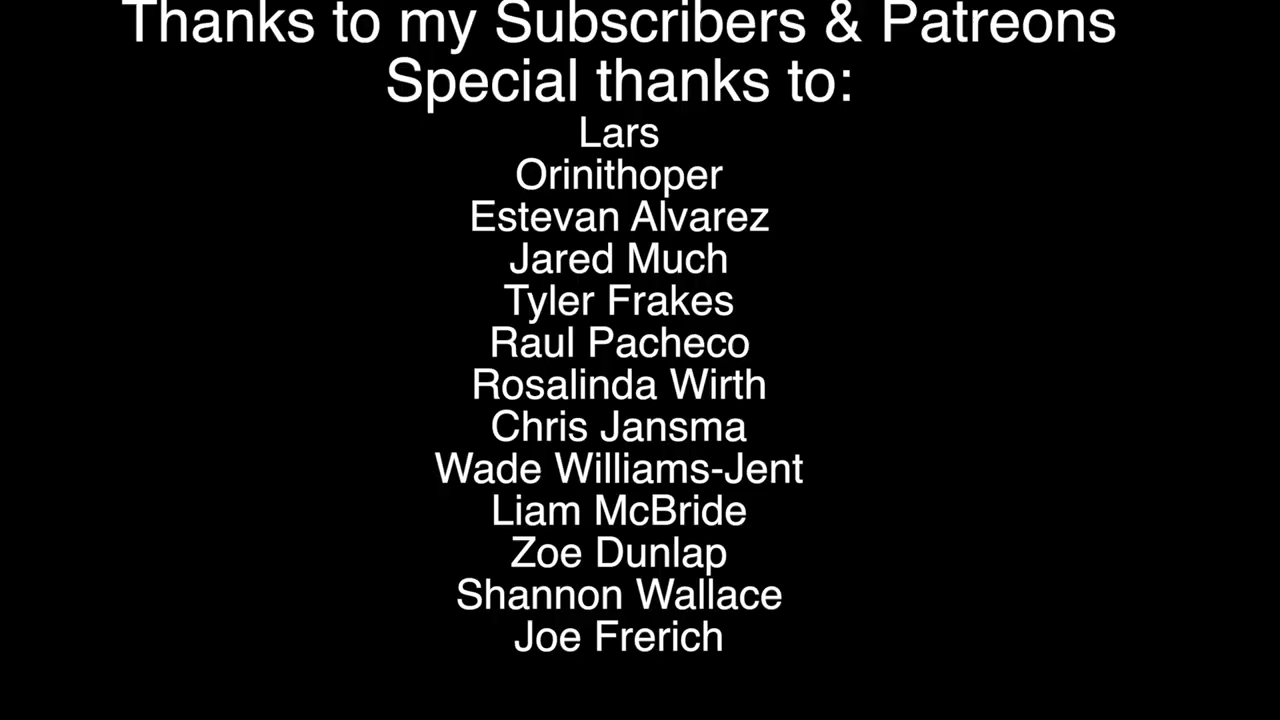 Thanks to my Subscribers & Patreons
Special thanks to:
Lars
Orinithoper
Estevan Alvarez
Jared Much
Tyler Frakes
Raul Pacheco
Rosalinda Wirth
Chris Jansma
Wade Williams-Jent
Liam McBride
Zoe Dunlap
Shannon Wallace
Joe Frerich